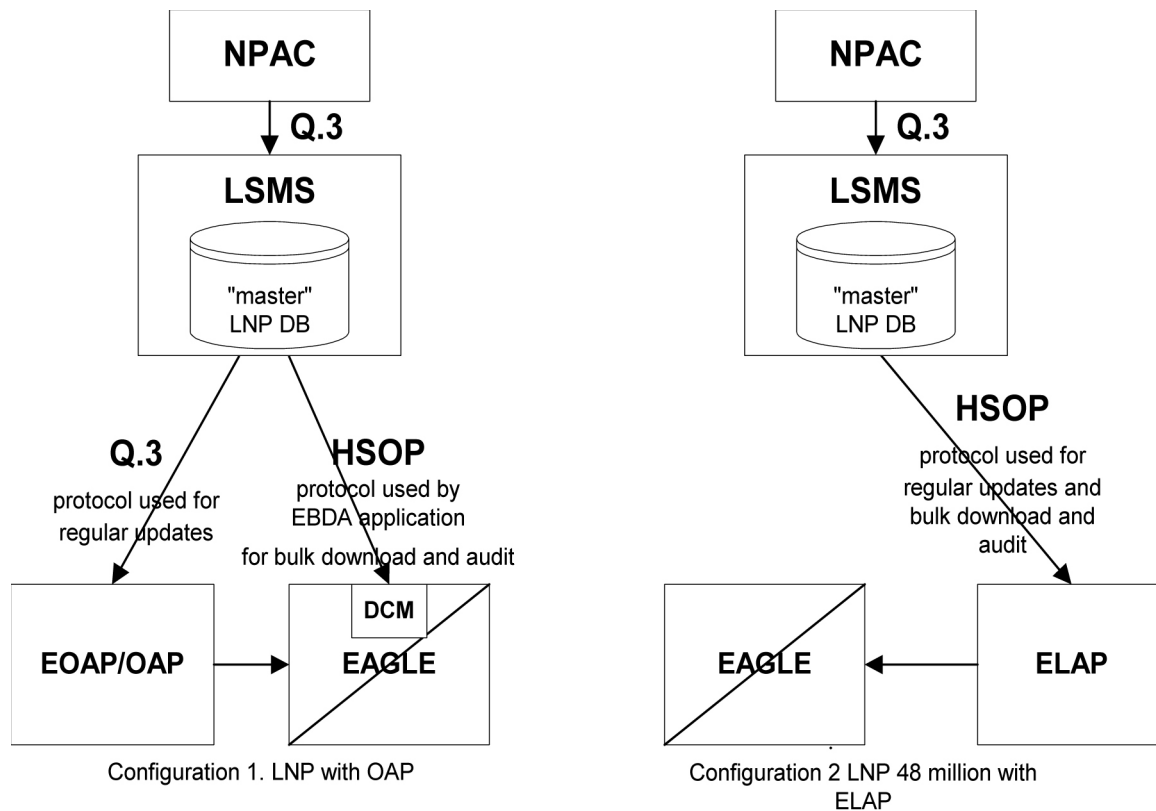 NPAC
Q.3
LSMS
"master"
LNP DB
Q.3
protocol used for
regular updates
HSOP
protocol used by
EBDA application
for bulk download and audit
EOAP/OAP
DCM
EAGLE
Configuration 1. LNP with OAP
NPAC
Q.3
LSMS
"master"
LNP DB
HSOP
protocol used for
regular updates and
bulk download and
audit
EAGLE
ELAP
Configuration 2 LNP 48 million with
ELAP